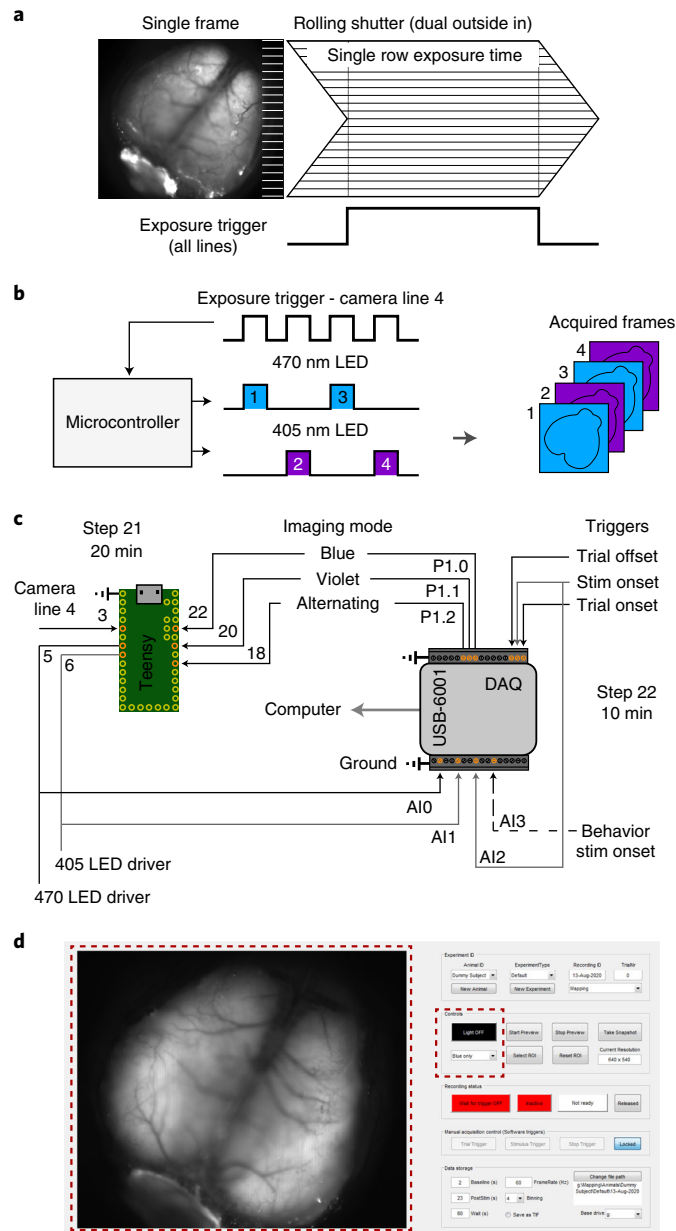 a
Single frame
Rolling shutter (dual outside in)
Single row exposure time
Exposure trigger
(all lines)
b
Exposure trigger - camera line 4
470 nm LED
Microcontroller
1
3
405 nm LED
2
4
Acquired frames
4
3
2
1
c
Step 21
20 min
Imaging mode
Triggers
Blue
Violet
Alternating
P1.0
P1.1
P1.2
Trial offset
Stim onset
Trial onset
Camera
line 4
3
22
20
18
5
6
Teensy
USB-6001
DAQ
Step 22
10 min
Computer
Ground
AI0
AI1
AI2
AI3
Behavior
stim onset
405 LED driver
470 LED driver
d
Experiment ID
Animal ID
ExperimentType
Recording ID
TrialNr
Dummy Subject
Default
13-Aug-2020
0
New Animal
New Experiment
Mapping
Controls
Light OFF
Start Preview
Stop Preview
Take Snapshot
Blue only
Select ROI
Reset ROI
Current Resolution
640 x 540
Recording status
Wait for trigger OFF
Inactive
Not ready
Released
Manual acquisition control (Software triggers)
Trial Trigger
Stimulus Trigger
Stop Trigger
Locked
Data storage
Change file path
2
Baseline (s)
60
FrameRate (Hz)
g:\Mapping\Animals\Dummy
Subject\Default\13-Aug-2020
23
PostStim (s)
4
Binning
60
Wait (s)
Save as TIF
Base drive:
g